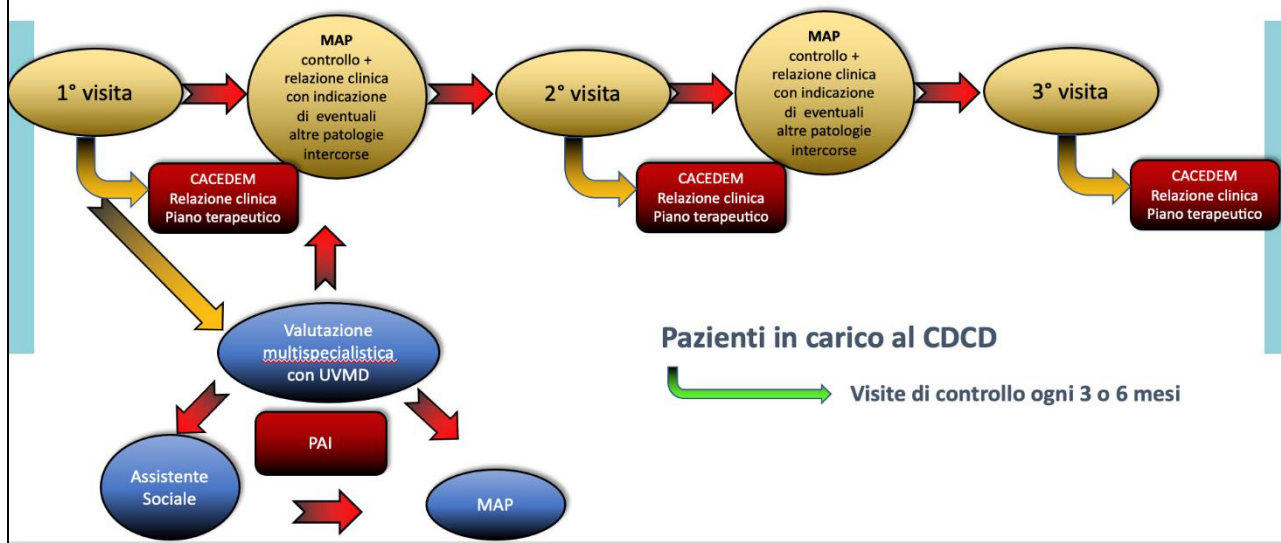 1° visita
MAP
controllo +
relazione clinica
con indicazione
di eventuali
altre patologie
intercorse
2° visita
MAP
controllo +
relazione clinica
con indicazione
di eventuali
altre patologie
intercorse
3° visita
CACEDEM
Relazione clinica
Piano terapeutico
CACEDEM
Relazione clinica
Piano terapeutico
CACEDEM
Relazione clinica
Piano terapeutico
Valutazione
multispecialistica
con UVMD
Pazienti in carico al CDCD
Visite di controllo ogni 3 o 6 mesi
PAI
Assistente
Sociale
MAP